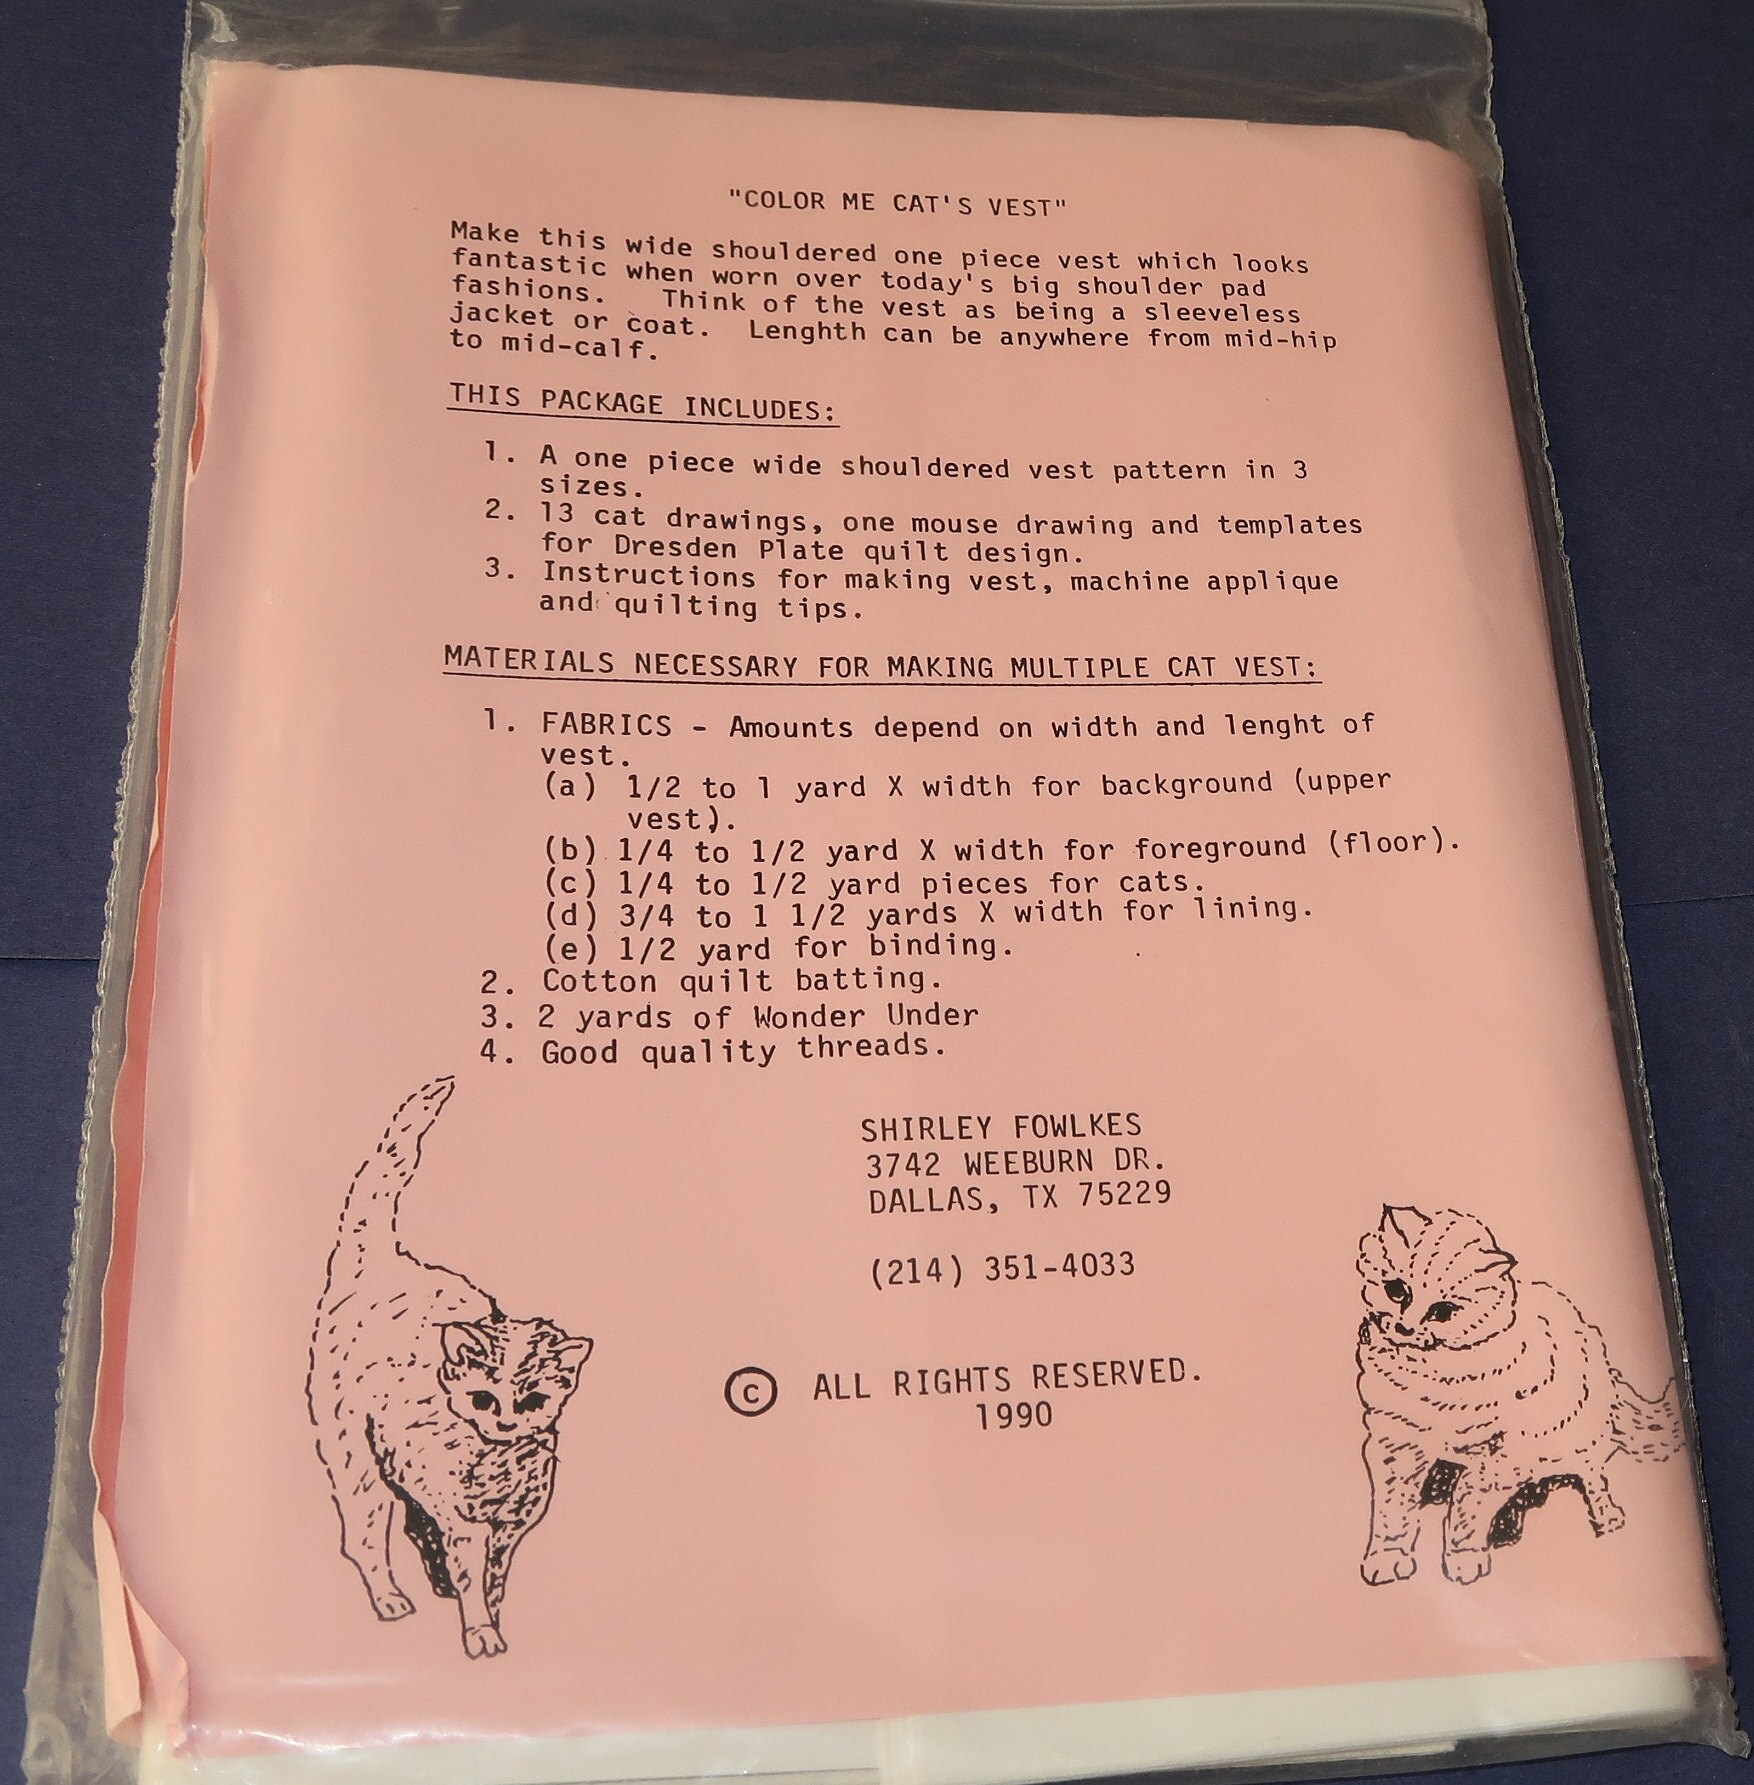 "COLOR ME CAT'S VEST"
Make this wide shouldered one piece vest which looks
fantastic when worn over today's big shoulder pad
fashions. Think of the vest as being a sleeveless
jacket or coat. Lenghth can be anywhere from mid-hip
to mid-calf.
THIS PACKAGE INCLUDES:
1. A one piece wide shouldered vest pattern in 3
sizes.
2. 13 cat drawings, one mouse drawing and templates
for Dresden Plate quilt design.
3. Instructions for making vest, machine applique
and quilting tips.
MATERIALS NECESSARY FOR MAKING MULTIPLE CAT VEST:
1. FABRICS - Amounts depend on width and lenght of
vest.
(a) 1/2 to 1 yard X width for background (upper
vest).
(b) 1/4 to 1/2 yard X width for foreground (floor).
(c) 1/4 to 1/2 yard pieces for cats.
(d) 3/4 to 1 1/2 yards X width for lining.
(e) 1/2 yard for binding.
2. Cotton quilt batting.
3. 2 yards of Wonder Under
4. Good quality threads.
SHIRLEY FOWLKES
3742 WEEBURN DR.
DALLAS, TX 75229
(214) 351-4033
© ALL RIGHTS RESERVED.
1990